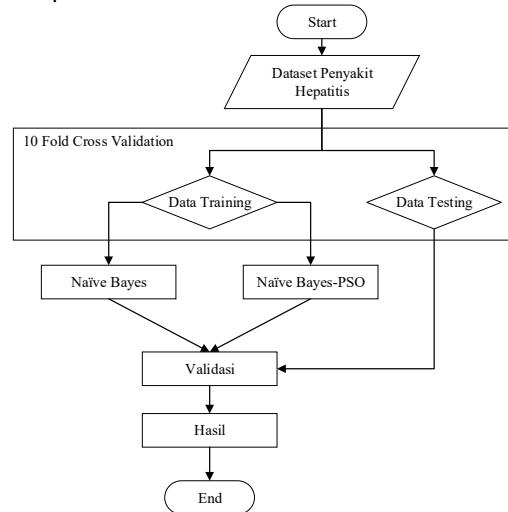 Start
Dataset Penyakit
Hepatitis
10 Fold Cross Validation
Data Training
Data Testing
Naïve Bayes
Naïve Bayes-PSO
Validasi
Hasil
End